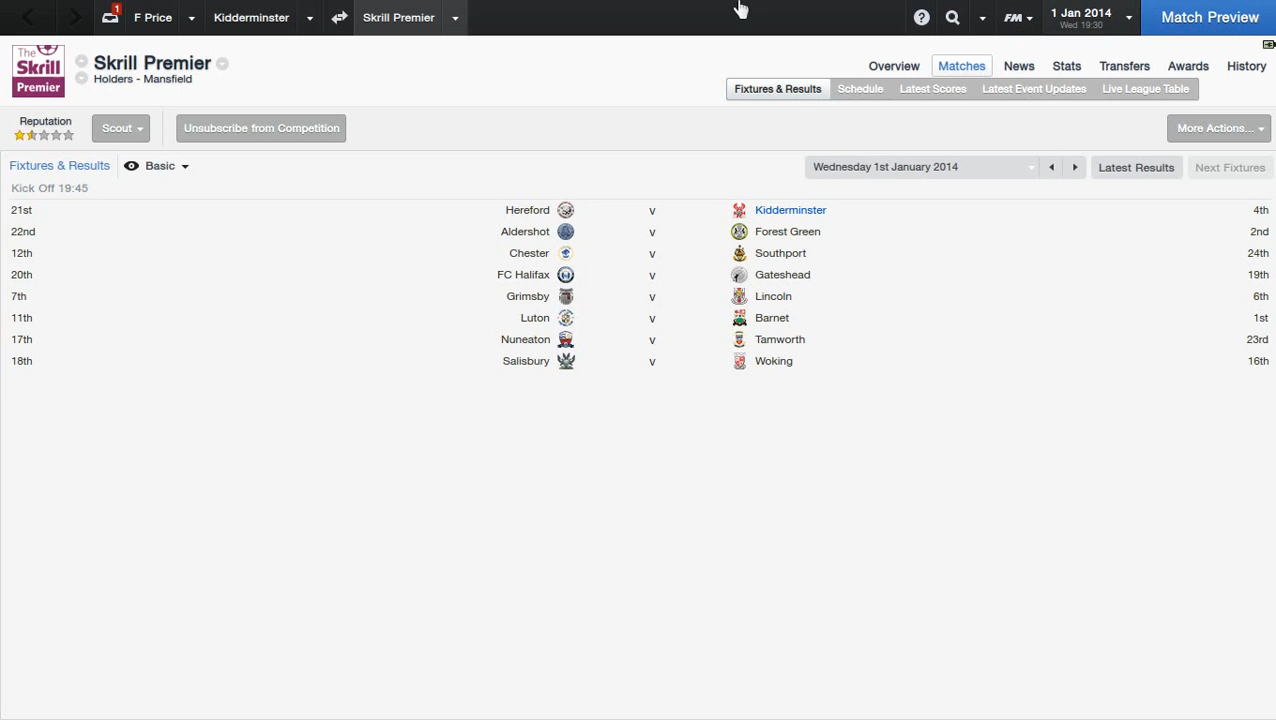 1
F Price Kidderminster Skrill Premier FM 1 Jan 2014 Match Preview
Wed 19:30
The Skrill Premier
Skrill Premier
Holders - Mansfield
Overview Matches News Stats Transfers Awards History
Fixtures & Results Schedule Latest Scores Latest Event Updates Live League Table
Reputation
Scout Unsubscribe from Competition More Actions...
Fixtures & Results Basic Wednesday 1st January 2014 Latest Results Next Fixtures
Kick Off 19:45
21st Hereford v Kidderminster 4th
22nd Aldershot v Forest Green 2nd
12th Chester v Southport 24th
20th FC Halifax v Gateshead 19th
7th Grimsby v Lincoln 6th
11th Luton v Barnet 1st
17th Nuneaton v Tamworth 23rd
18th Salisbury v Woking 16th